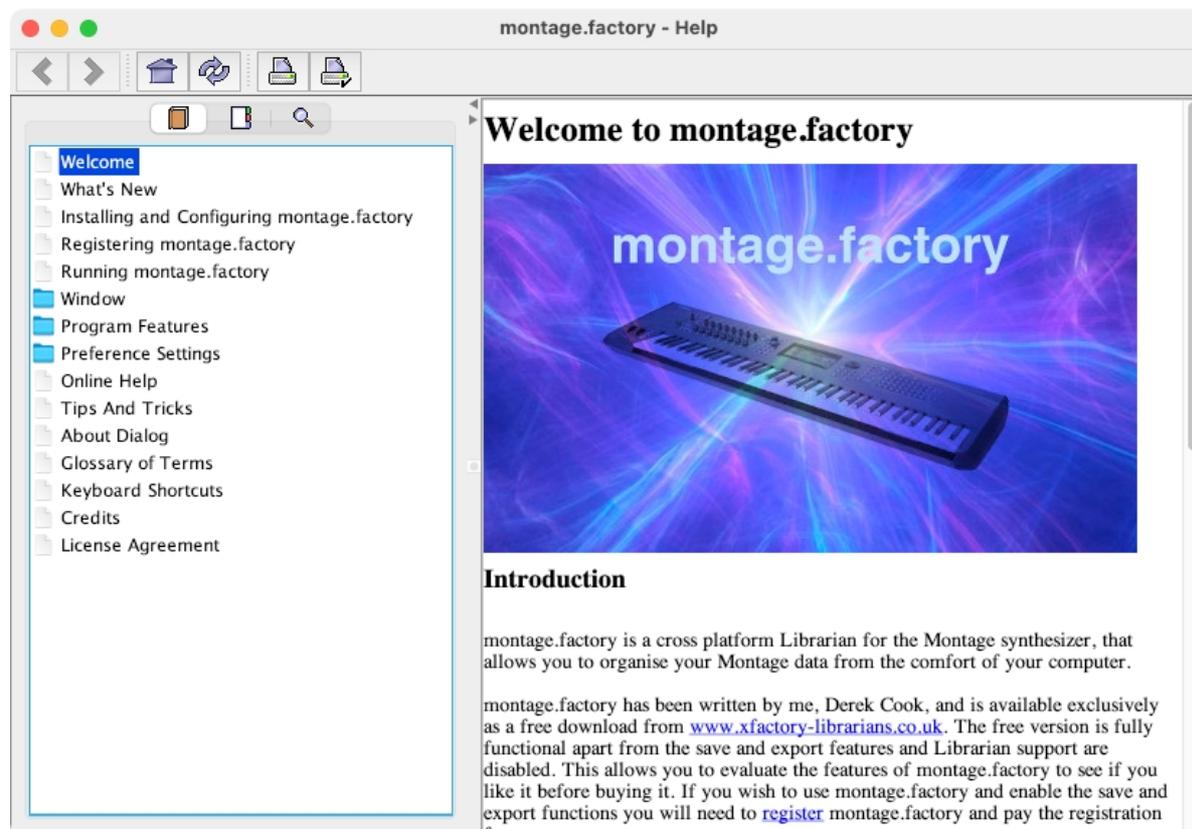 montage.factory - Help
Welcome
What's New
Installing and Configuring montage.factory
Registering montage.factory
Running montage.factory
Window
Program Features
Preference Settings
Online Help
Tips And Tricks
About Dialog
Glossary of Terms
Keyboard Shortcuts
Credits
License Agreement
Welcome to montage.factory
montage.factory
Introduction
montage.factory is a cross platform Librarian for the Montage synthesizer, that
allows you to organise your Montage data from the comfort of your computer.
montage.factory has been written by me, Derek Cook, and is available exclusively
as a free download from www.xfactory-librarians.co.uk. The free version is fully
functional apart from the save and export features and Librarian support are
disabled. This allows you to evaluate the features of montage.factory to see if you
like it before buying it. If you wish to use montage.factory and enable the save and
export functions you will need to register montage.factory and pay the registration